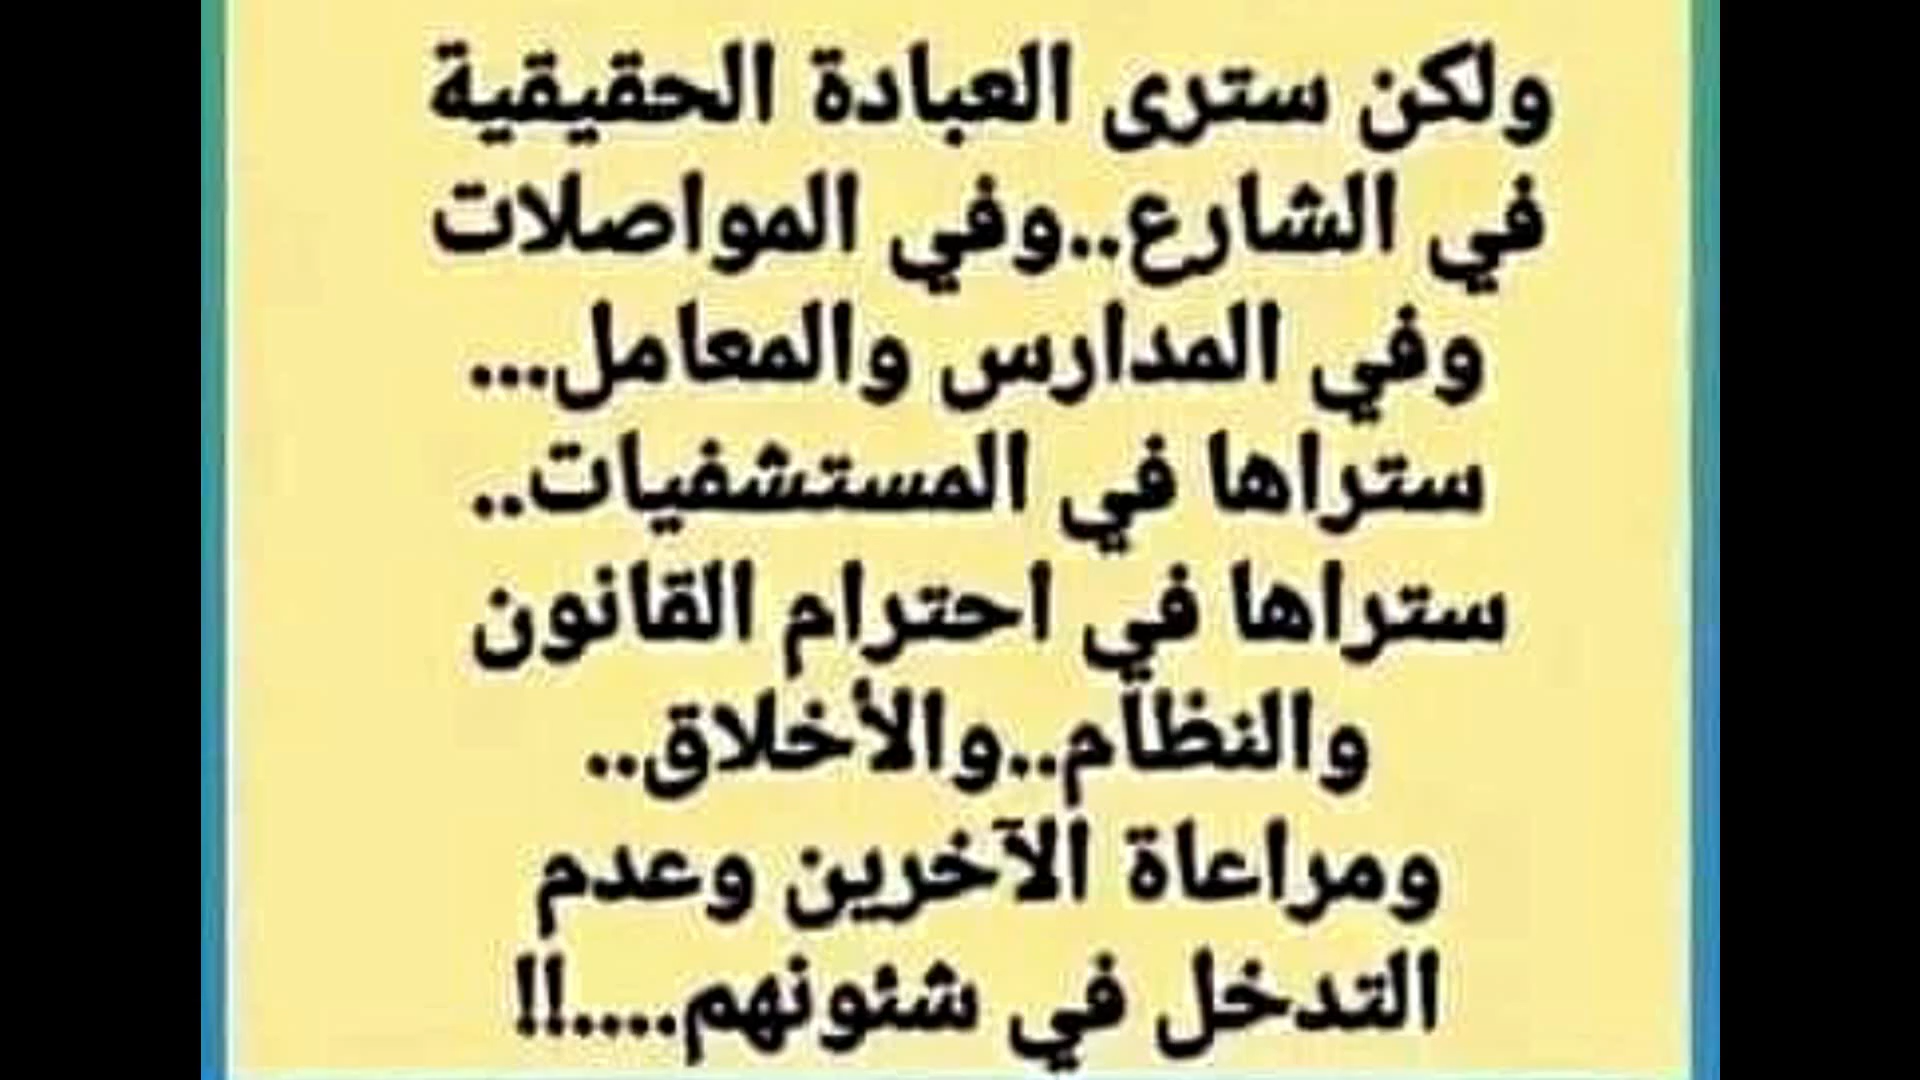 ولكن سترى العبادة الحقيقية
في الشارع..وفي المواصلات
وفي المدارس والمعامل...
ستراها في المستشفيات..
ستراها في احترام القانون
والنظام..والأخلاق..
ومراعاة الآخرين وعدم
التدخل في شئونهم....!!